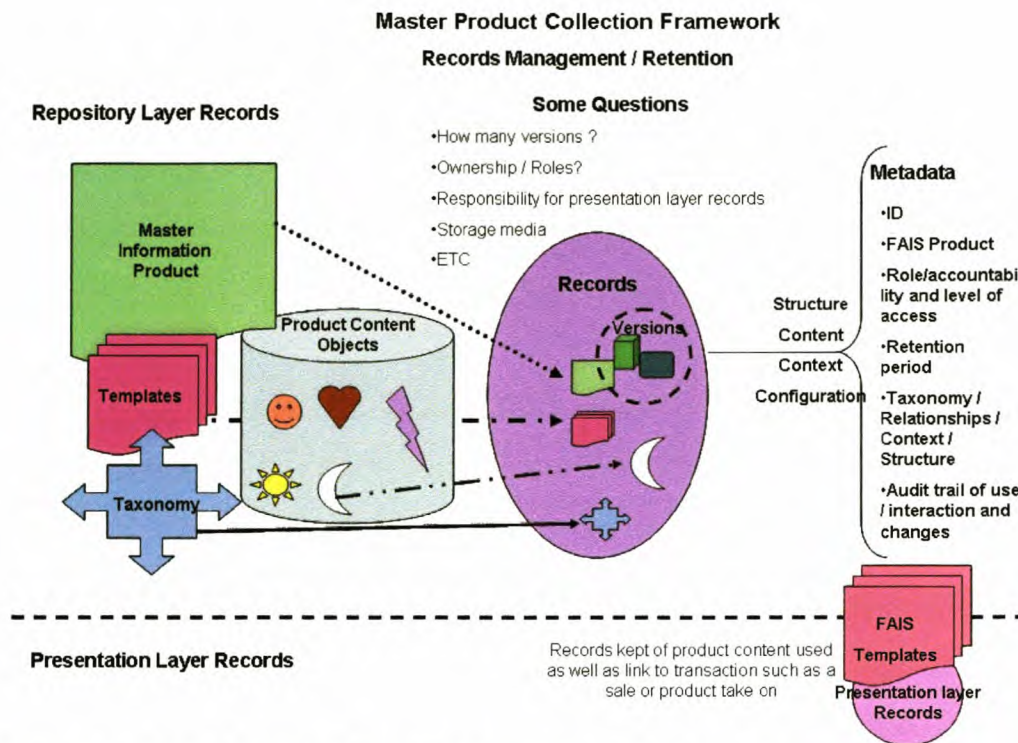 Master Product Collection Framework
Records Management / Retention
Some Questions
•How many versions ?
•Ownership / Roles?
•Responsibility for presentation layer records
•Storage media
•ETC
Repository Layer Records
Master
Information
Product
Templates
Taxonomy
Product Content
Objects
Records
Versions
Structure
Content
Context
Configuration
Metadata
•ID
•FAIS Product
•Role/accountabi
lity and level of
access
•Retention
period
•Taxonomy /
Relationships /
Context /
Structure
•Audit trail of use
/ interaction and
changes
Presentation Layer Records
Records kept of product content used
as well as link to transaction such as a
sale or product take on
FAIS
Templates
Presentation layer
Records